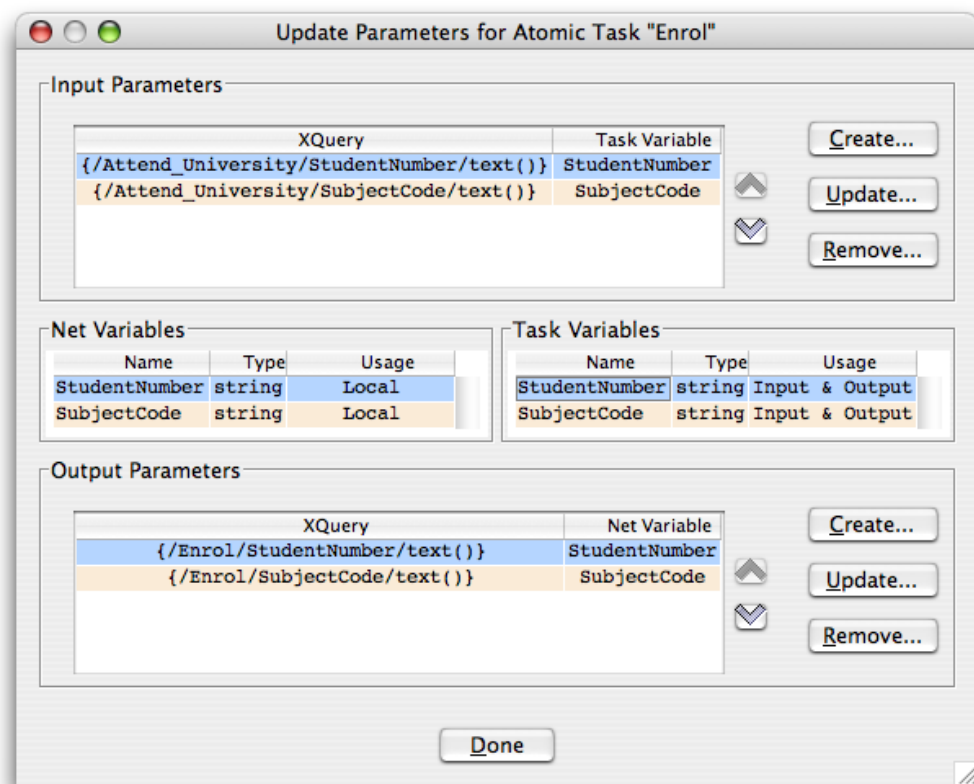 Update Parameters for Atomic Task "Enrol"
Input Parameters
XQuery Task Variable
{/Attend_University/StudentNumber/text()} StudentNumber
{/Attend_University/SubjectCode/text()} SubjectCode
Create...
Update...
Remove...
Net Variables
Name Type Usage
StudentNumber string Local
SubjectCode string Local
Task Variables
Name Type Usage
StudentNumber string Input & Output
SubjectCode string Input & Output
Output Parameters
XQuery Net Variable
{/Enrol/StudentNumber/text()} StudentNumber
{/Enrol/SubjectCode/text()} SubjectCode
Create...
Update...
Remove...
Done